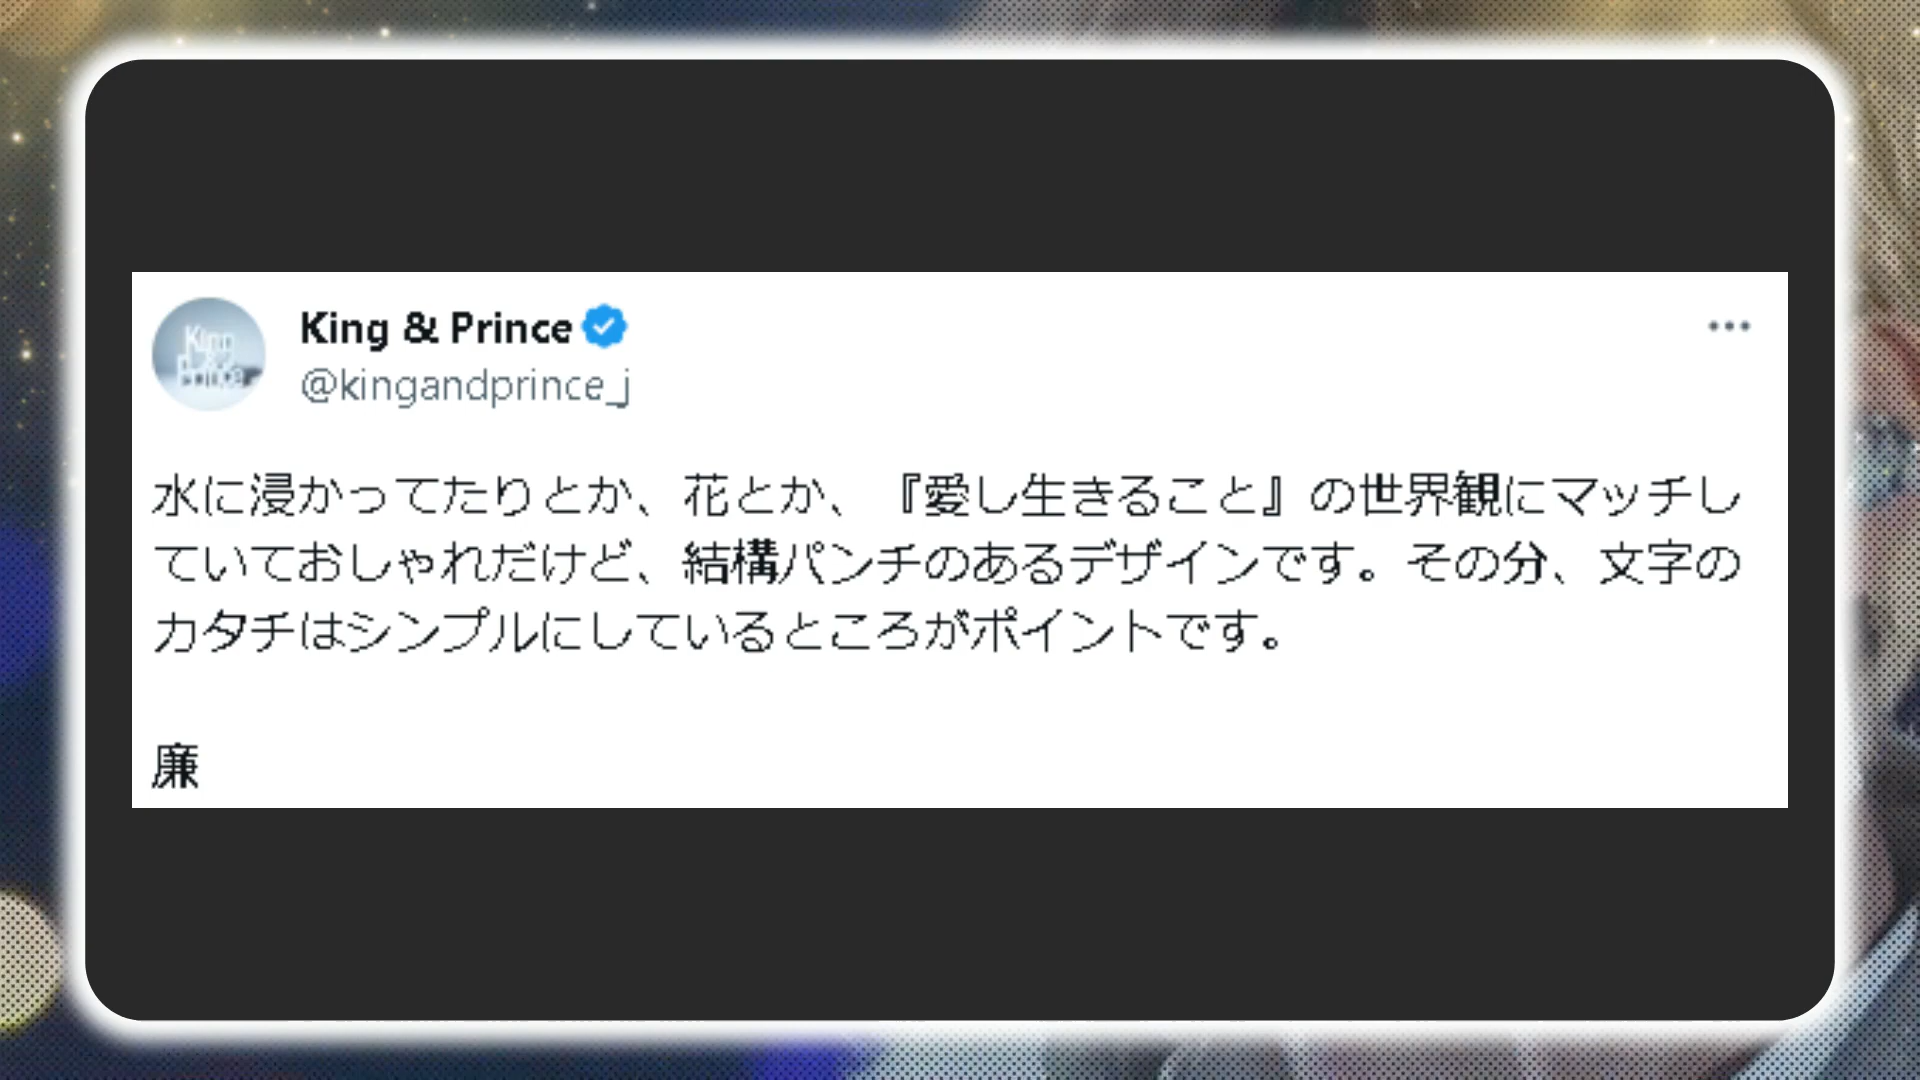 King & Prince
King & Prince
@kingandprince_j
水に浸かってたりとか、花とか、『愛し生きること』の世界観にマッチし
ていておしゃれだけど、結構パンチのあるデザインです。その分、文字の
カタチはシンプルにしているところがポイントです。
廉